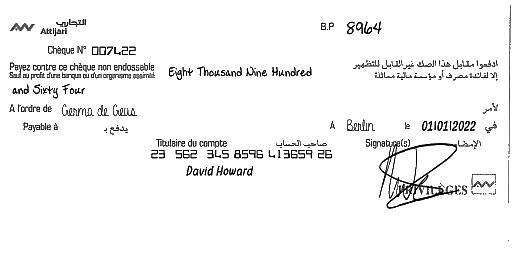 التجاري
Attijari
B.P 8964
Chèque N° 007422
Payez contre ce chèque non endossable
Seul au profit d'une banque ou d'un organisme assimilé
Eight Thousand Nine Hundred
ادفعوا مقابل هذا الصك غير القابل للتظهير
إلا لفائدة مصرف أو مؤسسة مالية مماثلة
and Sixty Four
A l'ordre de Germa de Geus
لأمر
Payable à يدفع بـ
A Berlin le 01/01/2022 في
Titulaire du compte صاحب الحساب
Signature(s) الإمضاء
23 562 345 8596 413659 26
David Howard
PRIVILÈGES